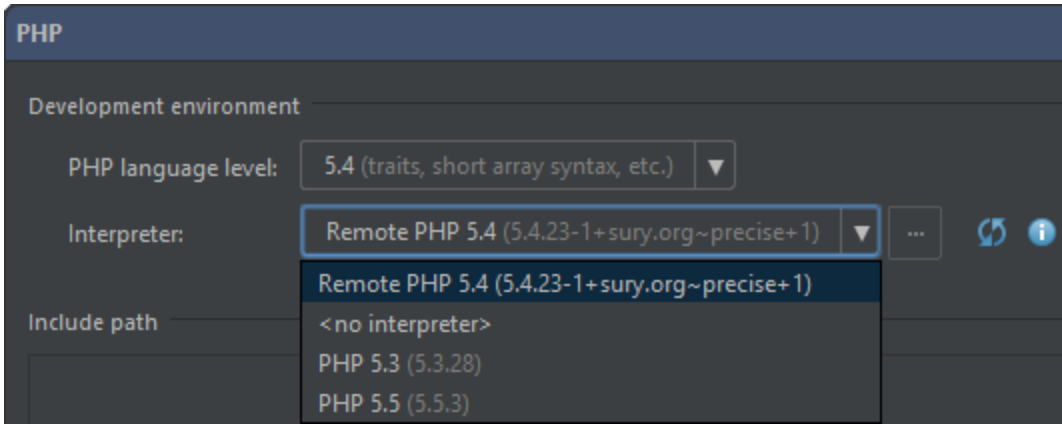 PHP
Development environment
PHP language level: 5.4 (traits, short array syntax, etc.) ▼
Interpreter: Remote PHP 5.4 (5.4.23-1+sury.org~precise+1) ▼ ...
Remote PHP 5.4 (5.4.23-1+sury.org~precise+1)
<no interpreter>
Include path
PHP 5.3 (5.3.28)
PHP 5.5 (5.5.3)